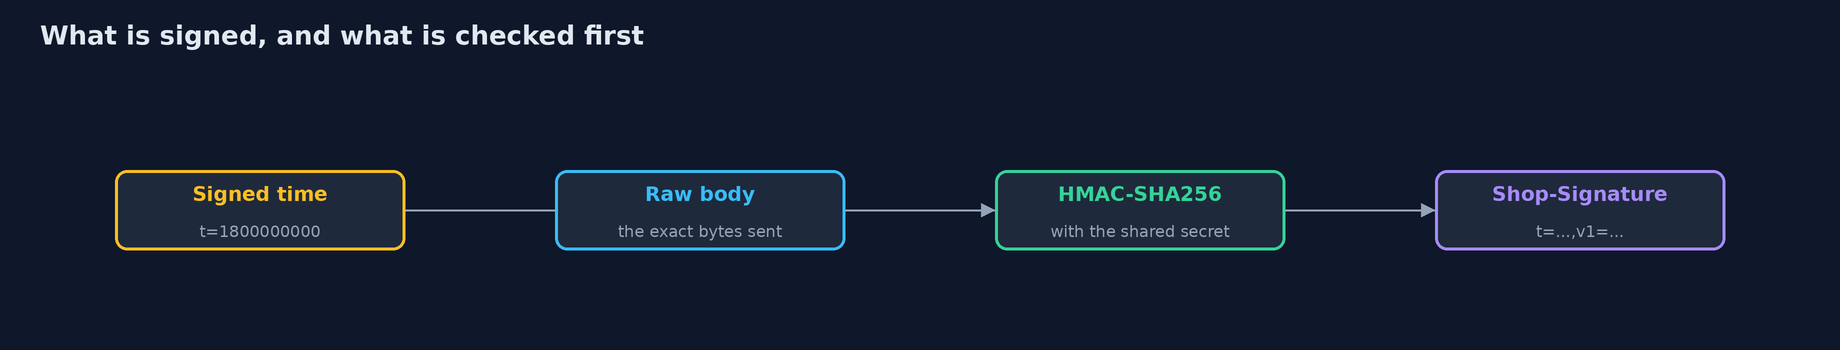 What is signed, and what is checked first
Signed time
t=1800000000
Raw body
the exact bytes sent
HMAC-SHA256
with the shared secret
Shop-Signature
t=...,v1=...